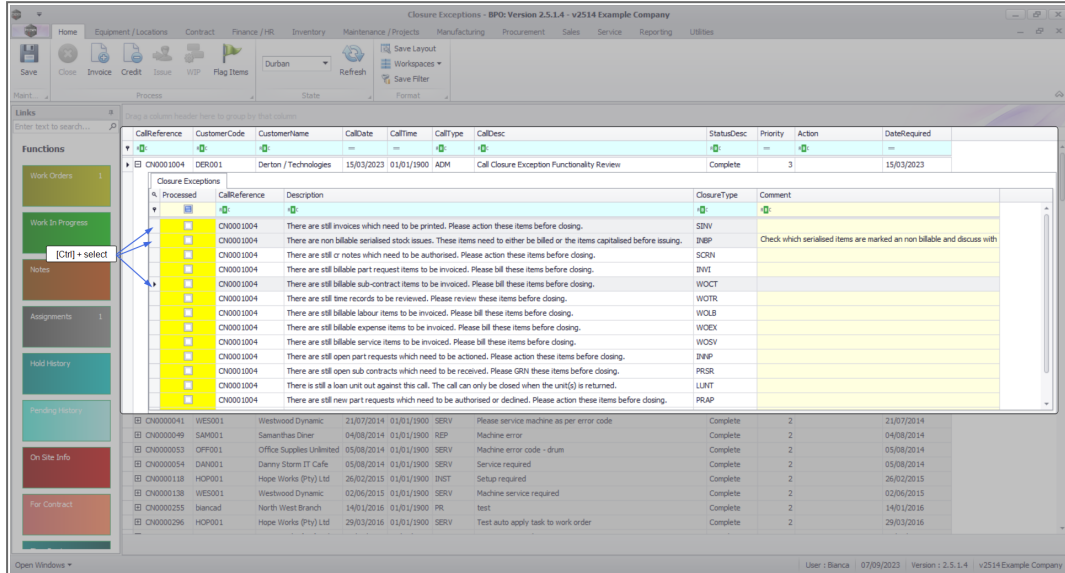 Closure Exceptions - BPO: Version 2.5.1.4 - v2514 Example Company
Home Equipment / Locations Contract Finance / HR Inventory Maintenance / Projects Manufacturing Procurement Sales Service Reporting Utilities
Save Close Invoice Credit Issue WIP Flag Items Durban Refresh Save Layout
Workspaces
Save Filter
Maint... Process State Format
Links
Enter text to search...
Drag a column header here to group by that column
Functions
Work Orders 1
Work In Progress
Notes
Assignments 1
Hold History
Pending History
On Site Info
For Contract
CallReference CustomerCode CustomerName CallDate CallTime CallType CallDesc StatusDesc Priority Action DateRequired
CN0001004 DER001 Derton / Technologies 15/03/2023 01/01/1900 ADM Call Closure Exception Functionality Review Complete 3 15/03/2023
Closure Exceptions
Processed CallReference Description ClosureType Comment
CN0001004 There are still invoices which need to be printed. Please action these items before closing. SINV
CN0001004 There are non billable serialised stock issues. These items need to either be billed or the items capitalised before issuing. INBP Check which serialised items are marked an non billable and discuss with
CN0001004 There are still cr notes which need to be authorised. Please action these items before closing. SCRN
[Ctrl] + select
CN0001004 There are still billable part request items to be invoiced. Please bill these items before closing. INVI
CN0001004 There are still billable sub-contract items to be invoiced. Please bill these items before closing. WOCT
CN0001004 There are still time records to be reviewed. Please review these items before closing. WOTR
CN0001004 There are still billable labour items to be invoiced. Please bill these items before closing. WOLB
CN0001004 There are still billable expense items to be invoiced. Please bill these items before closing. WOEX
CN0001004 There are still billable service items to be invoiced. Please bill these items before closing. WOSV
CN0001004 There are still open part requests which need to be actioned. Please action these items before closing. INNP
CN0001004 There are still open sub contracts which need to be received. Please GRN these items before closing. PRSR
CN0001004 There is still a loan unit out against this call. The call can only be closed when the unit(s) is returned. LUNT
CN0001004 There are still new part requests which need to be authorised or declined. Please action these items before closing. PRAP
CN0000041 WES001 Westwood Dynamic 21/07/2014 01/01/1900 SERV Please service machine as per error code Complete 2 21/07/2014
CN0000049 SAM001 Samanthas Diner 04/08/2014 01/01/1900 REP Machine error Complete 2 04/08/2014
CN0000053 OFF001 Office Supplies Unlimited 05/08/2014 01/01/1900 SERV Machine error code - drum Complete 2 05/08/2014
CN0000054 DAN001 Danny Storm IT Cafe 05/08/2014 01/01/1900 SERV Service required Complete 2 05/08/2014
CN0000118 HOP001 Hope Works (Pty) Ltd 26/02/2015 01/01/1900 INST Setup required Complete 2 26/02/2015
CN0000138 WES001 Westwood Dynamic 02/06/2015 01/01/1900 SERV Machine service required Complete 2 02/06/2015
CN0000255 biancad North West Branch 14/01/2016 01/01/1900 PR test Complete 2 14/01/2016
CN0000296 HOP001 Hope Works (Pty) Ltd 29/03/2016 01/01/1900 SERV Test auto apply task to work order Complete 2 29/03/2016
Open Windows User : Bianca 07/09/2023 Version : 2.5.1.4 v2514 Example Company